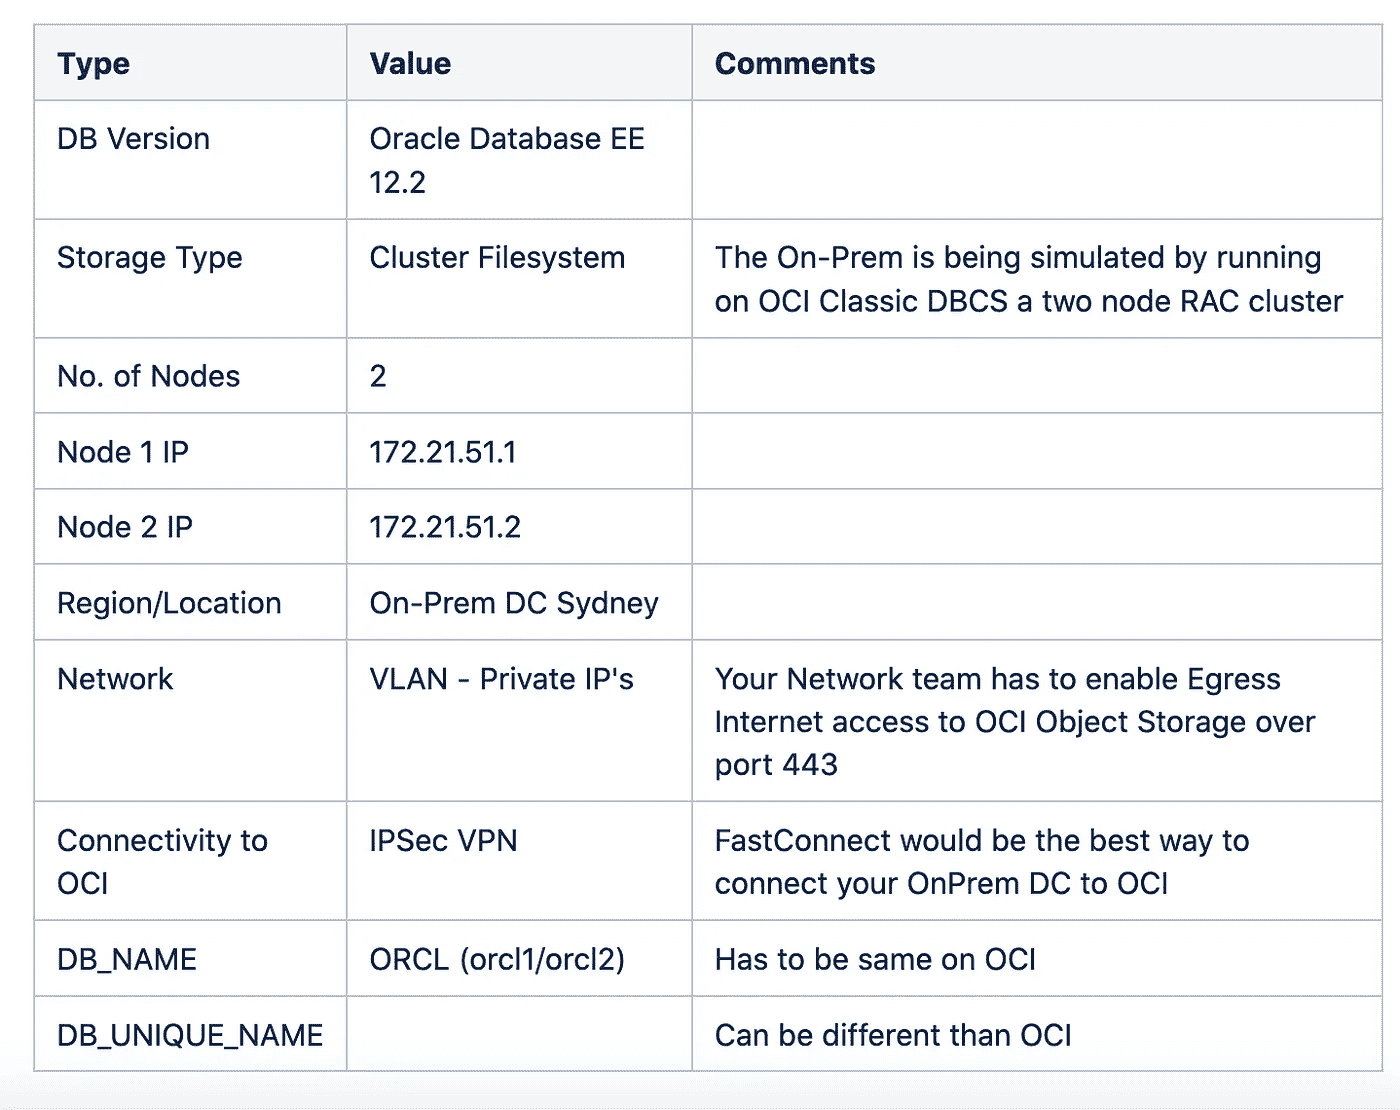 Type Value Comments
DB Version Oracle Database EE
12.2
Storage Type Cluster Filesystem The On-Prem is being simulated by running
on OCI Classic DBCS a two node RAC cluster
No. of Nodes 2
Node 1 IP 172.21.51.1
Node 2 IP 172.21.51.2
Region/Location On-Prem DC Sydney
Network VLAN - Private IP's Your Network team has to enable Egress
Internet access to OCI Object Storage over
port 443
Connectivity to IPSec VPN FastConnect would be the best way to
OCI connect your OnPrem DC to OCI
DB_NAME ORCL (orcl1/orcl2) Has to be same on OCI
DB_UNIQUE_NAME Can be different than OCI